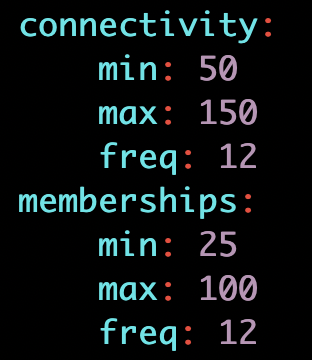 connectivity:
    min: 50
    max: 150
    freq: 12
memberships:
    min: 25
    max: 100
    freq: 12